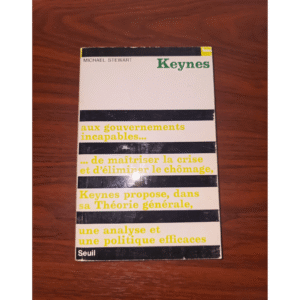 MICHAEL STEWART
Keynes
aux gouvernements
incapables...
... de maîtriser la crise
et d'éliminer le chômage,
Keynes propose, dans
sa Théorie générale,
une analyse et
une politique efficaces
Seuil